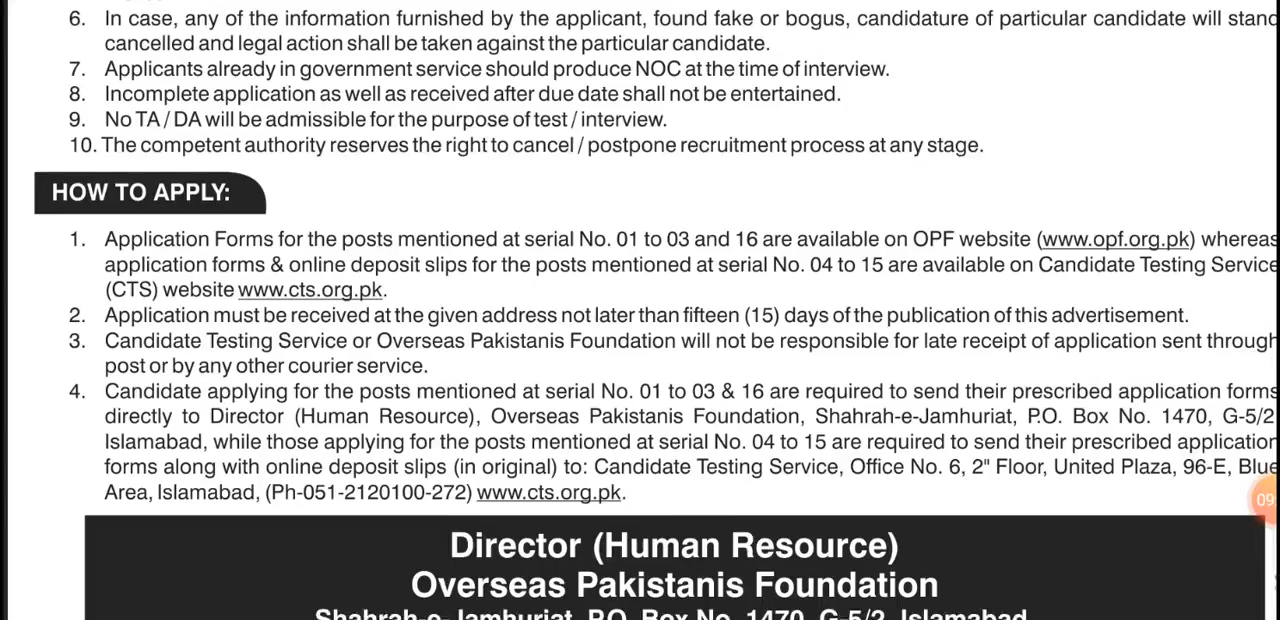 6. In case, any of the information furnished by the applicant, found fake or bogus, candidature of particular candidate will stand
cancelled and legal action shall be taken against the particular candidate.
7. Applicants already in government service should produce NOC at the time of interview.
8. Incomplete application as well as received after due date shall not be entertained.
9. No TA / DA will be admissible for the purpose of test / interview.
10. The competent authority reserves the right to cancel / postpone recruitment process at any stage.
HOW TO APPLY:
1. Application Forms for the posts mentioned at serial No. 01 to 03 and 16 are available on OPF website (www.opf.org.pk) whereas
application forms & online deposit slips for the posts mentioned at serial No. 04 to 15 are available on Candidate Testing Service
(CTS) website www.cts.org.pk.
2. Application must be received at the given address not later than fifteen (15) days of the publication of this advertisement.
3. Candidate Testing Service or Overseas Pakistanis Foundation will not be responsible for late receipt of application sent through
post or by any other courier service.
4. Candidate applying for the posts mentioned at serial No. 01 to 03 & 16 are required to send their prescribed application forms
directly to Director (Human Resource), Overseas Pakistanis Foundation, Shahrah-e-Jamhuriat, P.O. Box No. 1470, G-5/2
Islamabad, while those applying for the posts mentioned at serial No. 04 to 15 are required to send their prescribed application
forms along with online deposit slips (in original) to: Candidate Testing Service, Office No. 6, 2" Floor, United Plaza, 96-E, Blue
Area, Islamabad, (Ph-051-2120100-272) www.cts.org.pk.
09
Director (Human Resource)
Overseas Pakistanis Foundation
Shahrah-e-Jamhuriat, P.O. Box No. 1470, G-5/2, Islamabad